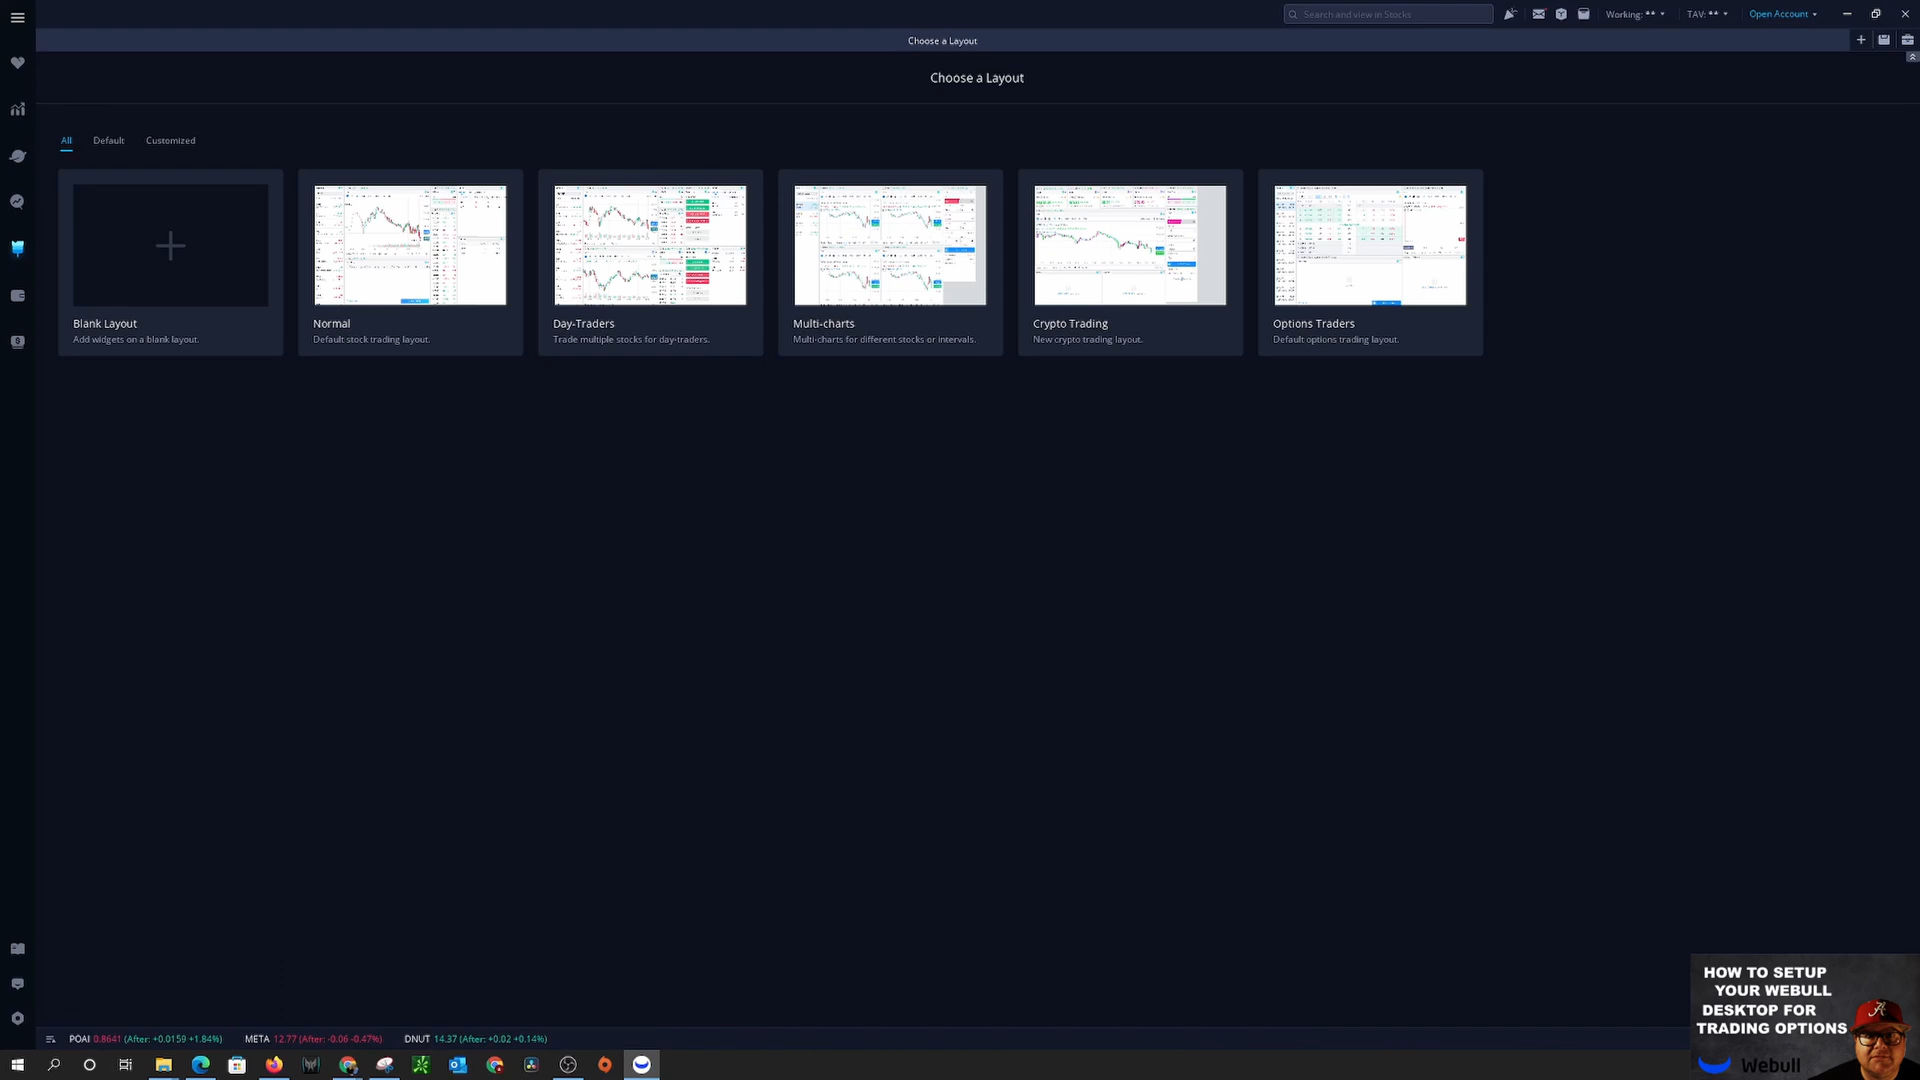 Search and view in Stocks
Working: ** TAV: ** Open Account
Choose a Layout
Choose a Layout
All Default Customized
Blank Layout
Add widgets on a blank layout.
Normal
Default stock trading layout.
Day-Traders
Trade multiple stocks for day-traders.
Multi-charts
Multi-charts for different stocks or intervals.
Crypto Trading
New crypto trading layout.
Options Traders
Default options trading layout.
HOW TO SETUP
YOUR WEBULL
DESKTOP FOR
TRADING OPTIONS
Webull
POAI 0.8641 (After: +0.0159 +1.84%) META 12.77 (After: -0.06 -0.47%) DNUT 14.37 (After: +0.02 +0.14%)